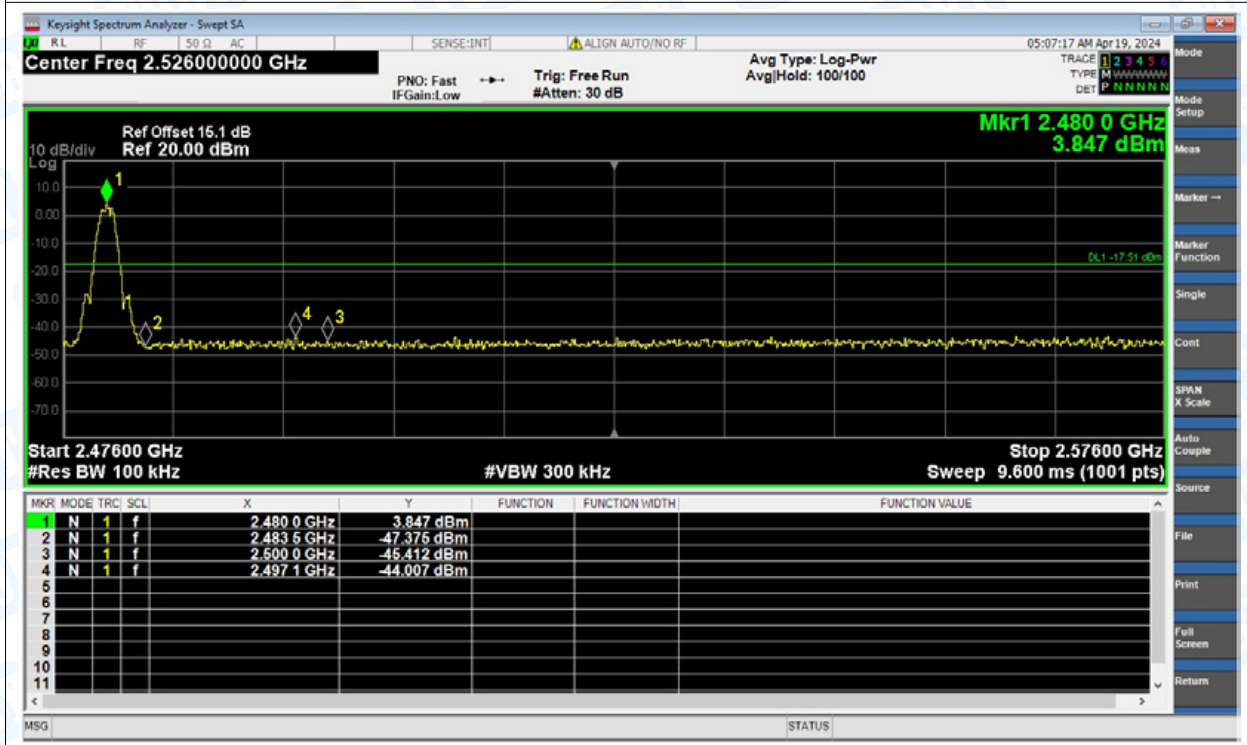 Keysight Spectrum Analyzer - Swept SA
RL RF 50 Ω AC SENSE:INT ALIGN AUTO/NO RF 05:07:17 AM Apr 19, 2024
Center Freq 2.526000000 GHz
PNO: Fast
IFGain:Low
Trig: Free Run
#Atten: 30 dB
Avg Type: Log-Pwr
Avg|Hold: 100/100
TRACE 1 2 3 4 5 6
TYPE M WWWWW
DET P N N N N N
Ref Offset 15.1 dB
10 dB/div Ref 20.00 dBm
Log
Mkr1 2.480 0 GHz
3.847 dBm
10.0
0.00
-10.0
-20.0
-30.0
-40.0
-50.0
-60.0
-70.0
1
2
4
3
DL1 -17.51 dBm
Start 2.47600 GHz Stop 2.57600 GHz
#Res BW 100 kHz #VBW 300 kHz Sweep 9.600 ms (1001 pts)
MKR MODE TRC SCL X Y FUNCTION FUNCTION WIDTH FUNCTION VALUE
1 N 1 f 2.480 0 GHz 3.847 dBm
2 N 1 f 2.483 5 GHz -47.375 dBm
3 N 1 f 2.500 0 GHz -45.412 dBm
4 N 1 f 2.497 1 GHz -44.007 dBm
5
6
7
8
9
10
11
MSG STATUS
Mode
Mode
Setup
Meas
Marker →
Marker
Function
Single
Cont
SPAN
X Scale
Auto
Couple
Source
File
Print
Full
Screen
Return